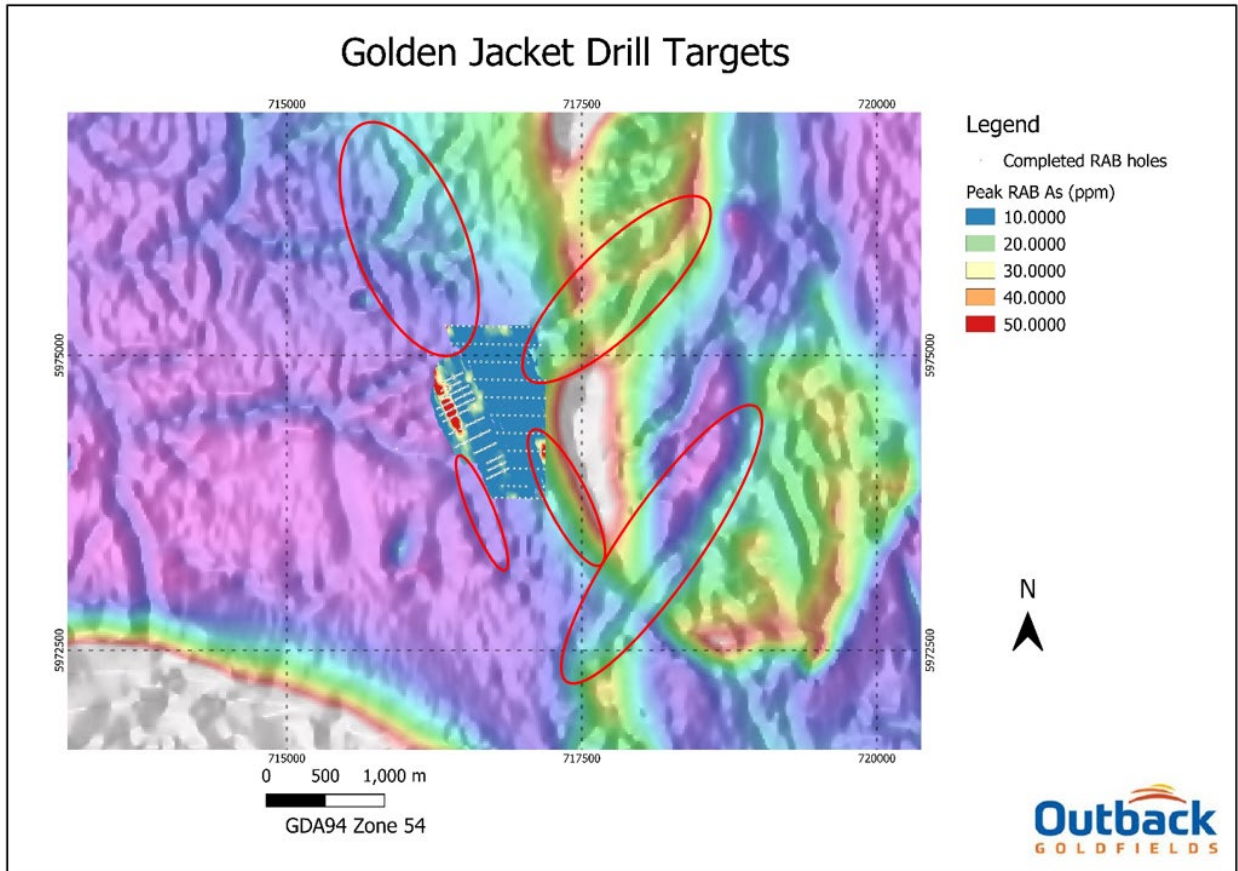 Golden Jacket Drill Targets
715000 717500 720000
Legend
Completed RAB holes
Peak RAB As (ppm)
10.0000
20.0000
30.0000
40.0000
50.0000
5975000 5975000
N
5972500 5972500
715000 717500 720000
0 500 1,000 m
GDA94 Zone 54
Outback
GOLDFIELDS